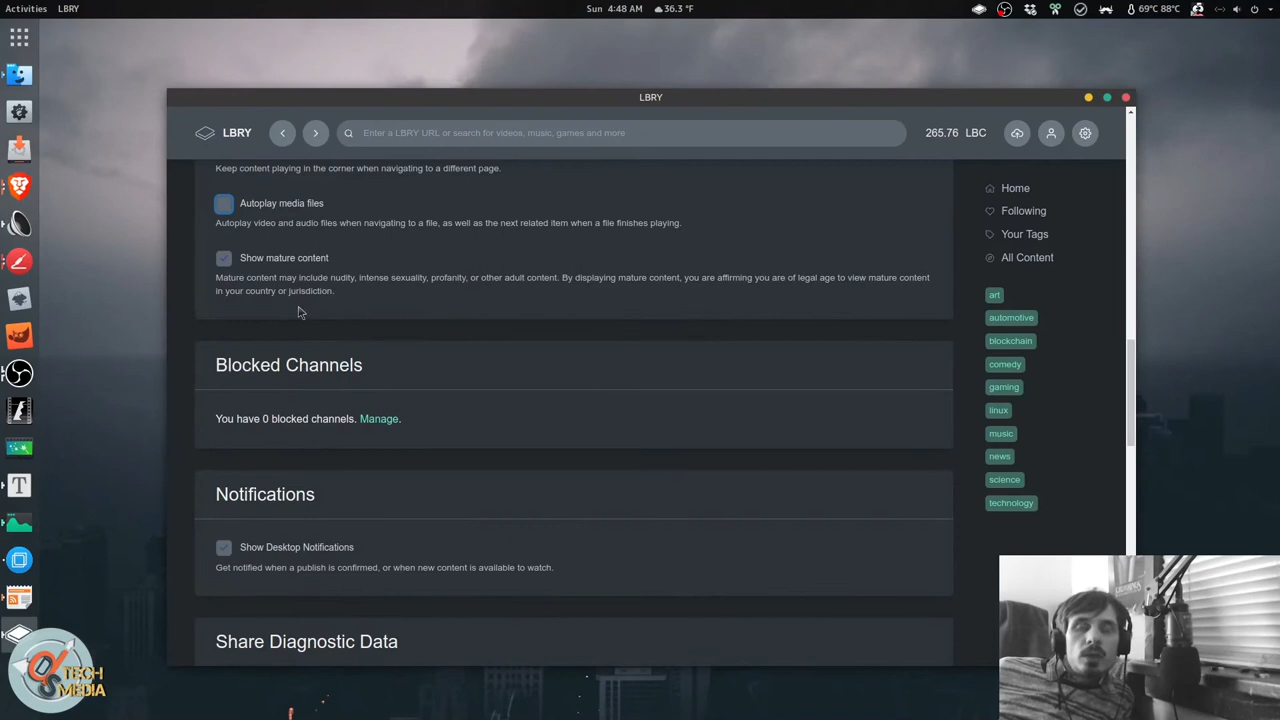 Activities LBRY Sun 4:48 AM 36.3 °F 69°C 88°C
LBRY
LBRY Enter a LBRY URL or search for videos, music, games and more 265.76 LBC
Keep content playing in the corner when navigating to a different page.
Autoplay media files
Autoplay video and audio files when navigating to a file, as well as the next related item when a file finishes playing.
Show mature content
Mature content may include nudity, intense sexuality, profanity, or other adult content. By displaying mature content, you are affirming you are of legal age to view mature content
in your country or jurisdiction.
Blocked Channels
You have 0 blocked channels. Manage.
Notifications
Show Desktop Notifications
Get notified when a publish is confirmed, or when new content is available to watch.
Share Diagnostic Data
Home
Following
Your Tags
All Content
art
automotive
blockchain
comedy
gaming
linux
music
news
science
technology
T
TECH
MEDIA